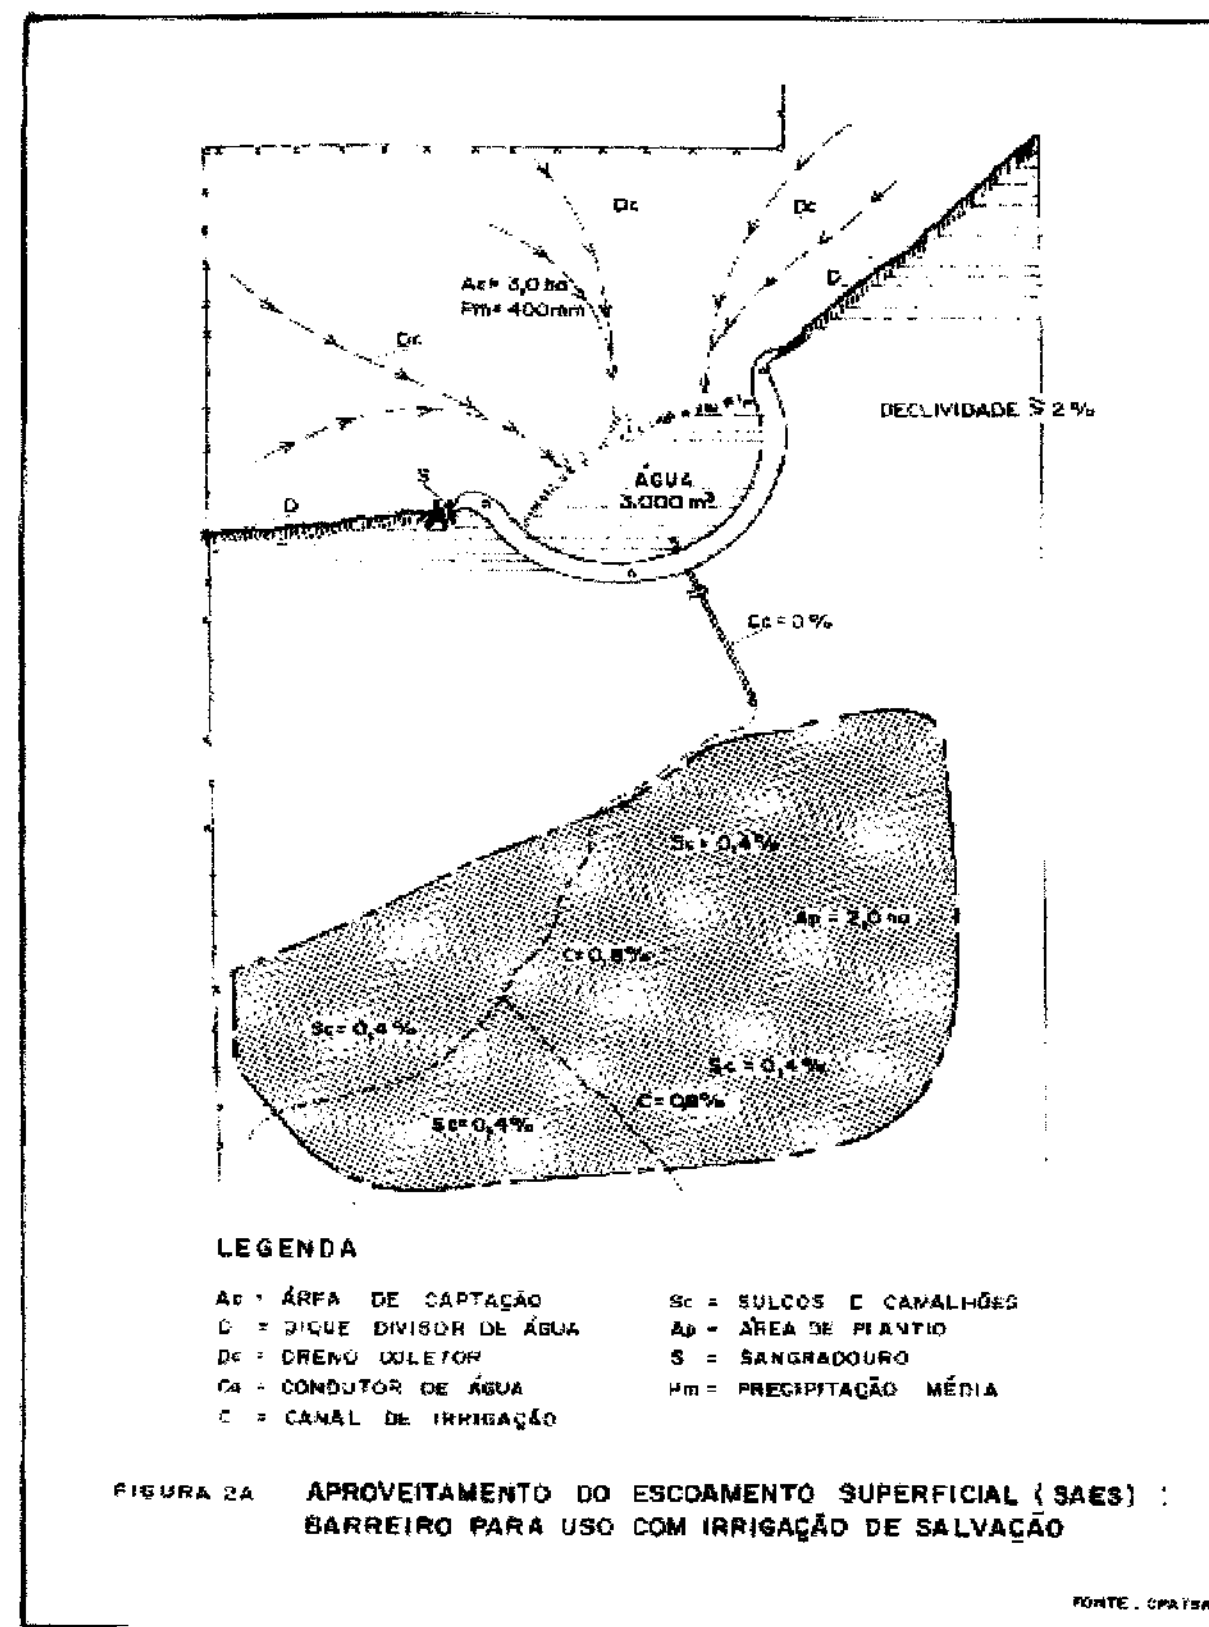 Dc
Dc
Ac = 3,0 ha
Pm = 400mm
D
Dc
DECLIVIDADE ≤ 2 %
S
ÁGUA
3.000 m³
D
= 0 %
Sc = 0,4 %
Ap = 2,0 ha
C = 0,8 %
Sc = 0,4 %
Sc = 0,4 %
C = 0,8 %
Sc = 0,4 %
LEGENDA
Ac = ÁREA DE CAPTAÇÃO
D = DIQUE DIVISOR DE ÁGUA
Dc = DRENO COLETOR
Ca = CONDUTOR DE ÁGUA
C = CANAL DE IRRIGAÇÃO
Sc = SULCOS E CAMALHÕES
Ap = ÁREA DE PLANTIO
S = SANGRADOURO
Pm = PRECIPITAÇÃO MÉDIA
FIGURA 2A APROVEITAMENTO DO ESCOAMENTO SUPERFICIAL (SAES) :
BARREIRO PARA USO COM IRRIGAÇÃO DE SALVAÇÃO
FONTE. CPATSA